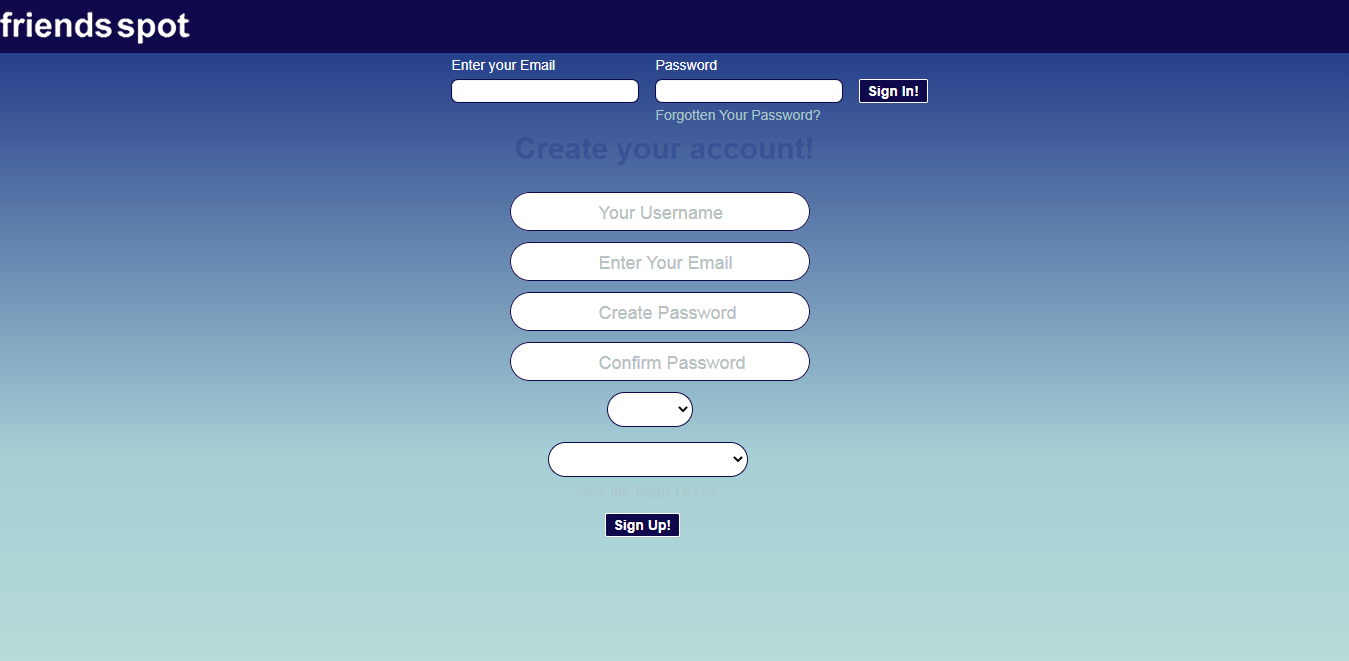 friends spot
Enter your Email
Password
Sign In!
Forgotten Your Password?
Create your account!
Your Username
Enter Your Email
Create Password
Confirm Password
View the Terms Of Use
Sign Up!